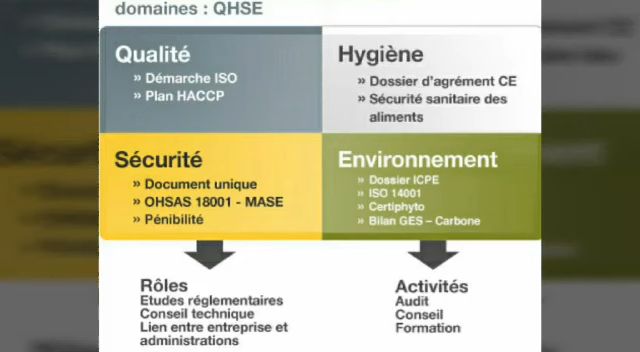 domaines : QHSE
Qualité
» Démarche ISO
» Plan HACCP
Hygiène
» Dossier d'agrément CE
» Sécurité sanitaire des
aliments
Sécurité
» Document unique
» OHSAS 18001 - MASE
» Pénibilité
Environnement
» Dossier ICPE
» ISO 14001
» Certiphyto
» Bilan GES – Carbone
Rôles
Etudes réglementaires
Conseil technique
Lien entre entreprise et
administrations
Activités
Audit
Conseil
Formation